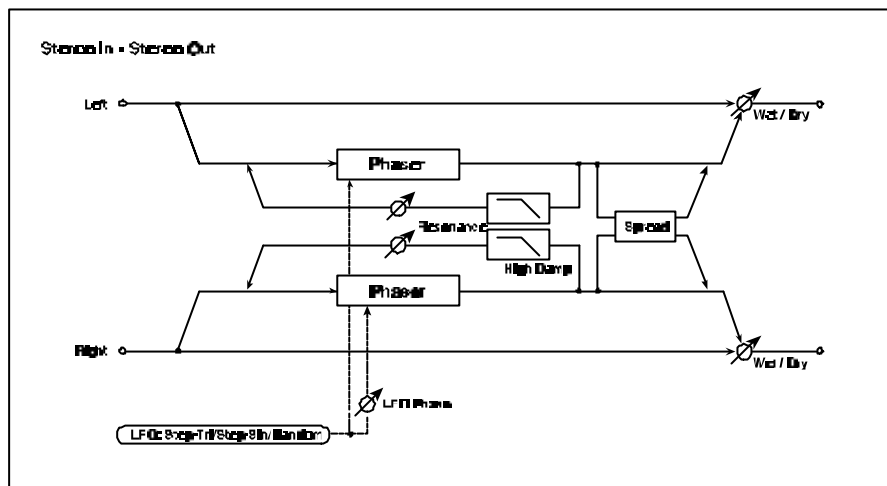 Stereo In - Stereo Out
Left
Wet / Dry
Phaser
Resonance
Spread
High Damp
Phaser
Right
Wet / Dry
LFO Phase
LFO: Step-Tri/Step-Sin/Random